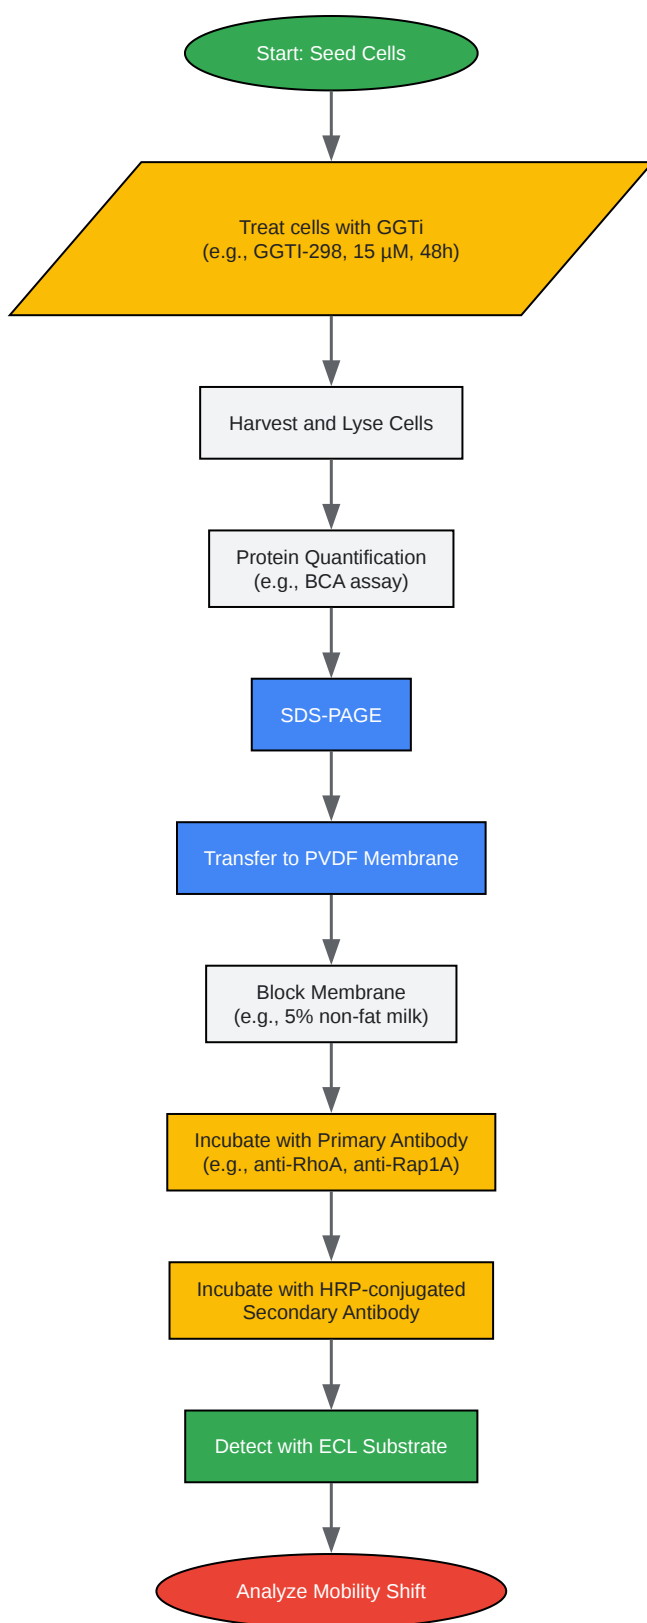 Start: Seed Cells
Treat cells with GGTi
(e.g., GGTI-298, 15 µM, 48h)
Harvest and Lyse Cells
Protein Quantification
(e.g., BCA assay)
SDS-PAGE
Transfer to PVDF Membrane
Block Membrane
(e.g., 5% non-fat milk)
Incubate with Primary Antibody
(e.g., anti-RhoA, anti-Rap1A)
Incubate with HRP-conjugated
Secondary Antibody
Detect with ECL Substrate
Analyze Mobility Shift